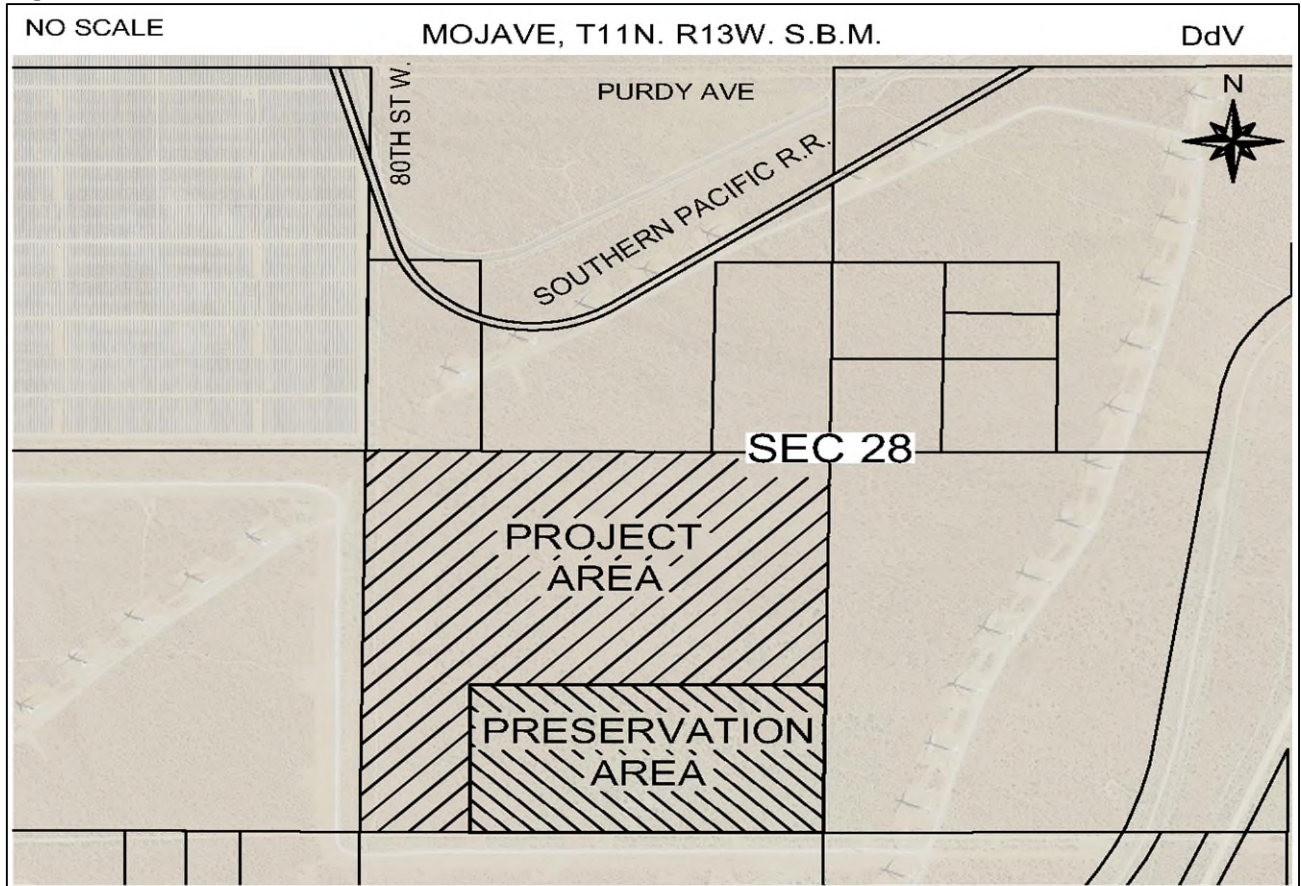 NO SCALE
MOJAVE, T11N. R13W. S.B.M.
DdV
80TH ST W.
PURDY AVE
N
SOUTHERN PACIFIC R.R.
SEC 28
PROJECT
AREA
PRESERVATION
AREA